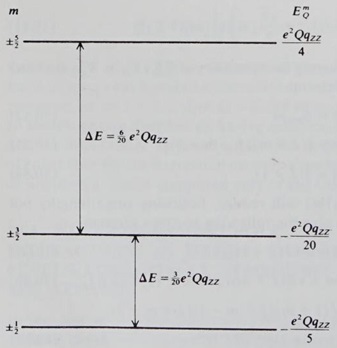 m E_Q^m
±5/2 e²Qq_ZZ/4
ΔE = 6/20 e²Qq_ZZ
±3/2 -e²Qq_ZZ/20
ΔE = 3/20 e²Qq_ZZ
±1/2 -e²Qq_ZZ/5